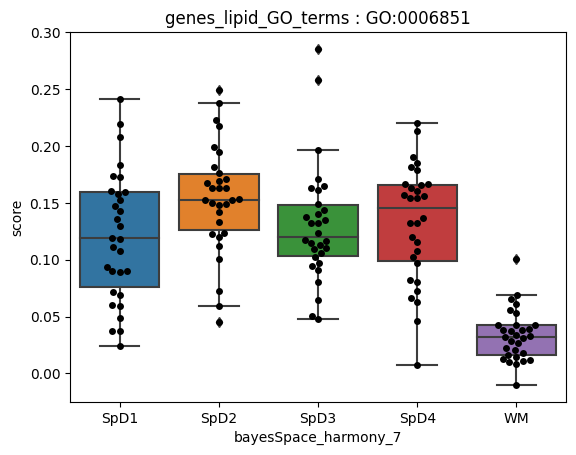 genes_lipid_GO_terms : GO:0006851
0.30
0.25
0.20
0.15
0.10
0.05
0.00
score
SpD1 SpD2 SpD3 SpD4 WM
bayesSpace_harmony_7